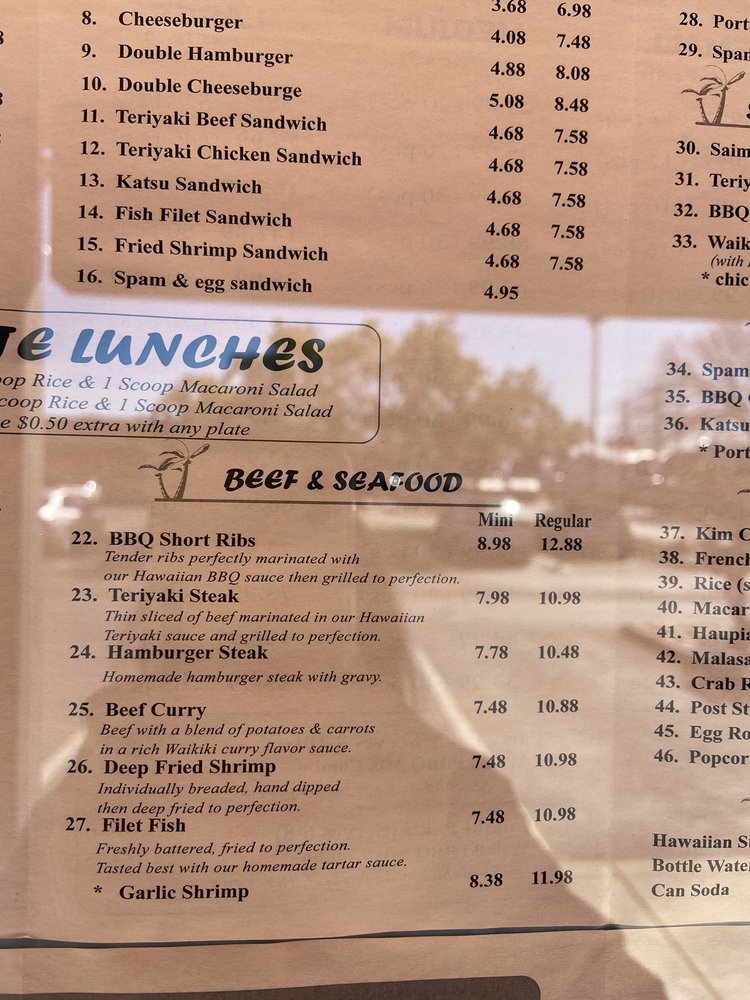 3.68 6.98
8. Cheeseburger 4.08 7.48
9. Double Hamburger 4.88 8.08
10. Double Cheeseburge 5.08 8.48
11. Teriyaki Beef Sandwich 4.68 7.58
12. Teriyaki Chicken Sandwich 4.68 7.58
13. Katsu Sandwich 4.68 7.58
14. Fish Filet Sandwich 4.68 7.58
15. Fried Shrimp Sandwich 4.68 7.58
16. Spam & egg sandwich 4.95
TE LUNCHES
oop Rice & 1 Scoop Macaroni Salad
coop Rice & 1 Scoop Macaroni Salad
e $0.50 extra with any plate
BEEF & SEAFOOD
Mini Regular
22. BBQ Short Ribs 8.98 12.88
Tender ribs perfectly marinated with
our Hawaiian BBQ sauce then grilled to perfection.
23. Teriyaki Steak 7.98 10.98
Thin sliced of beef marinated in our Hawaiian
Teriyaki sauce and grilled to perfection.
24. Hamburger Steak 7.78 10.48
Homemade hamburger steak with gravy.
25. Beef Curry 7.48 10.88
Beef with a blend of potatoes & carrots
in a rich Waikiki curry flavor sauce.
26. Deep Fried Shrimp 7.48 10.98
Individually breaded, hand dipped
then deep fried to perfection.
27. Filet Fish 7.48 10.98
Freshly battered, fried to perfection.
Tasted best with our homemade tartar sauce.
* Garlic Shrimp 8.38 11.98
28. Port
29. Span
30. Saim
31. Teriy
32. BBQ
33. Waik
(with
* chic
34. Spam
35. BBQ
36. Katsu
* Port
37. Kim C
38. French
39. Rice (s
40. Macar
41. Haupia
42. Malasa
43. Crab R
44. Post St
45. Egg Ro
46. Popcor
Hawaiian S
Bottle Water
Can Soda